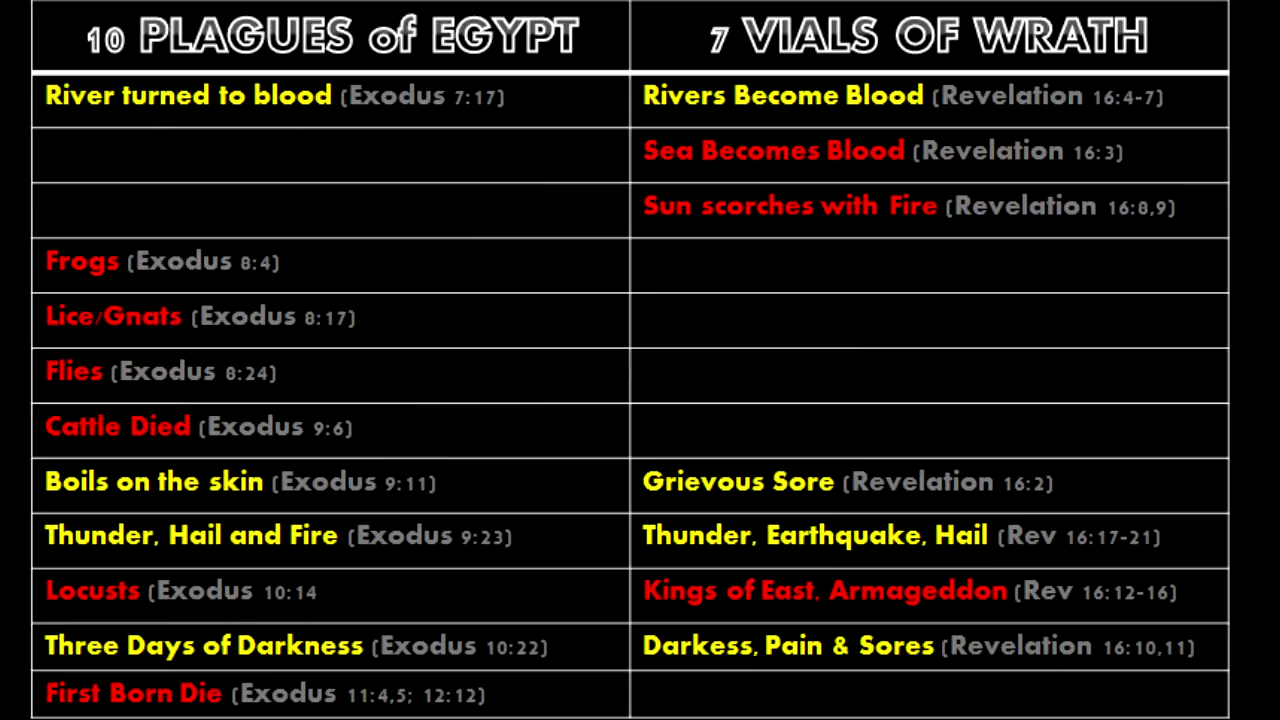 10 PLAGUES of EGYPT 7 VIALS OF WRATH
River turned to blood (Exodus 7:17) Rivers Become Blood (Revelation 16:4-7)
Sea Becomes Blood (Revelation 16:3)
Sun scorches with Fire (Revelation 16:8,9)
Frogs (Exodus 8:4)
Lice/Gnats (Exodus 8:17)
Flies (Exodus 8:24)
Cattle Died (Exodus 9:6)
Boils on the skin (Exodus 9:11) Grievous Sore (Revelation 16:2)
Thunder, Hail and Fire (Exodus 9:23) Thunder, Earthquake, Hail (Rev 16:17-21)
Locusts (Exodus 10:14 Kings of East, Armageddon (Rev 16:12-16)
Three Days of Darkness (Exodus 10:22) Darkess, Pain & Sores (Revelation 16:10,11)
First Born Die (Exodus 11:4,5; 12:12)